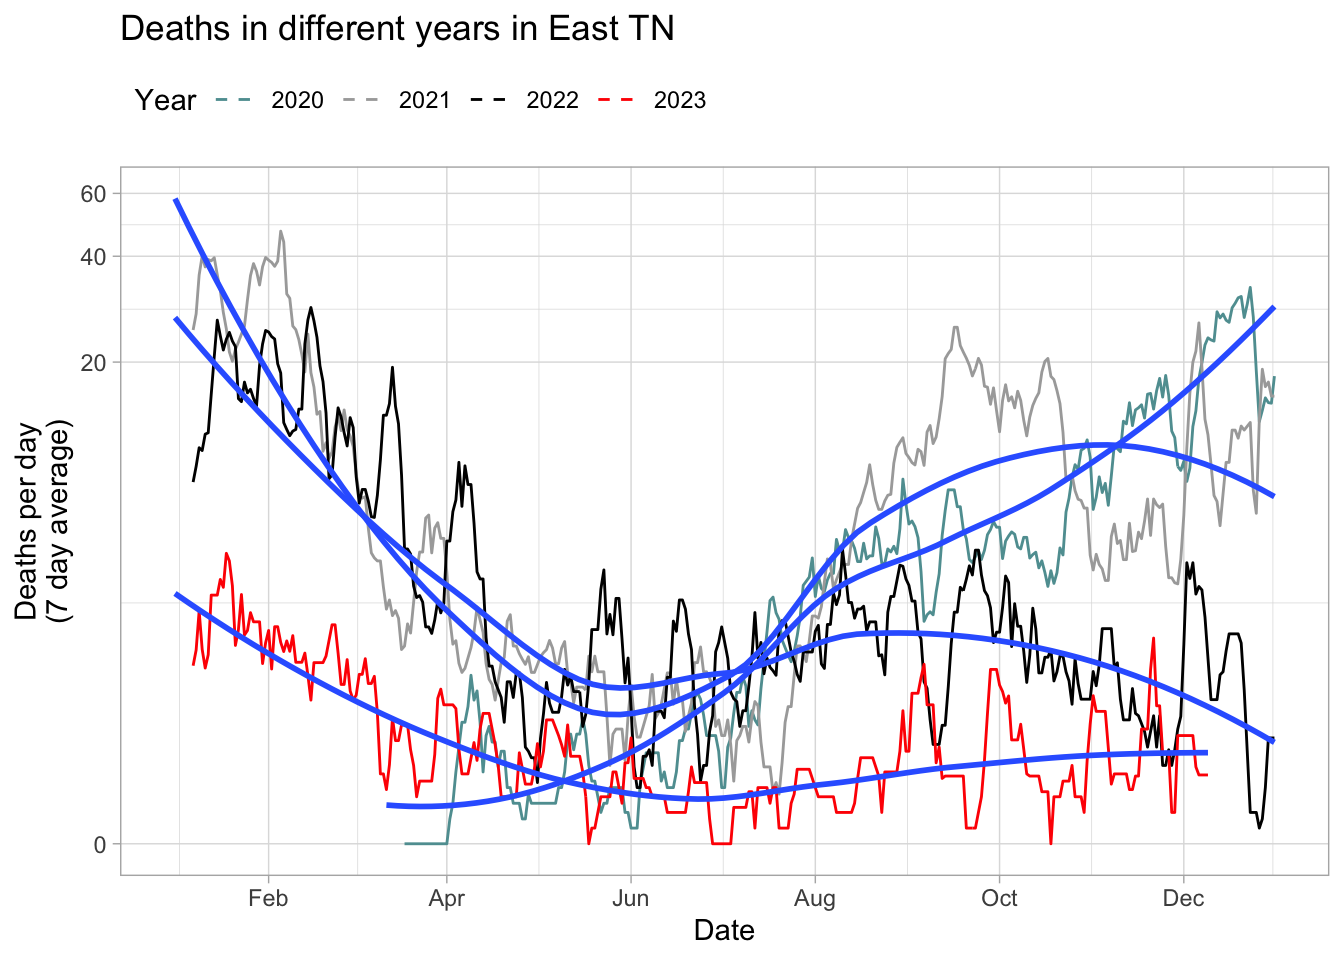 Deaths in different years in East TN
Year 2020 2021 2022 2023
60
40
20
0
Deaths per day
(7 day average)
Feb Apr Jun Aug Oct Dec
Date